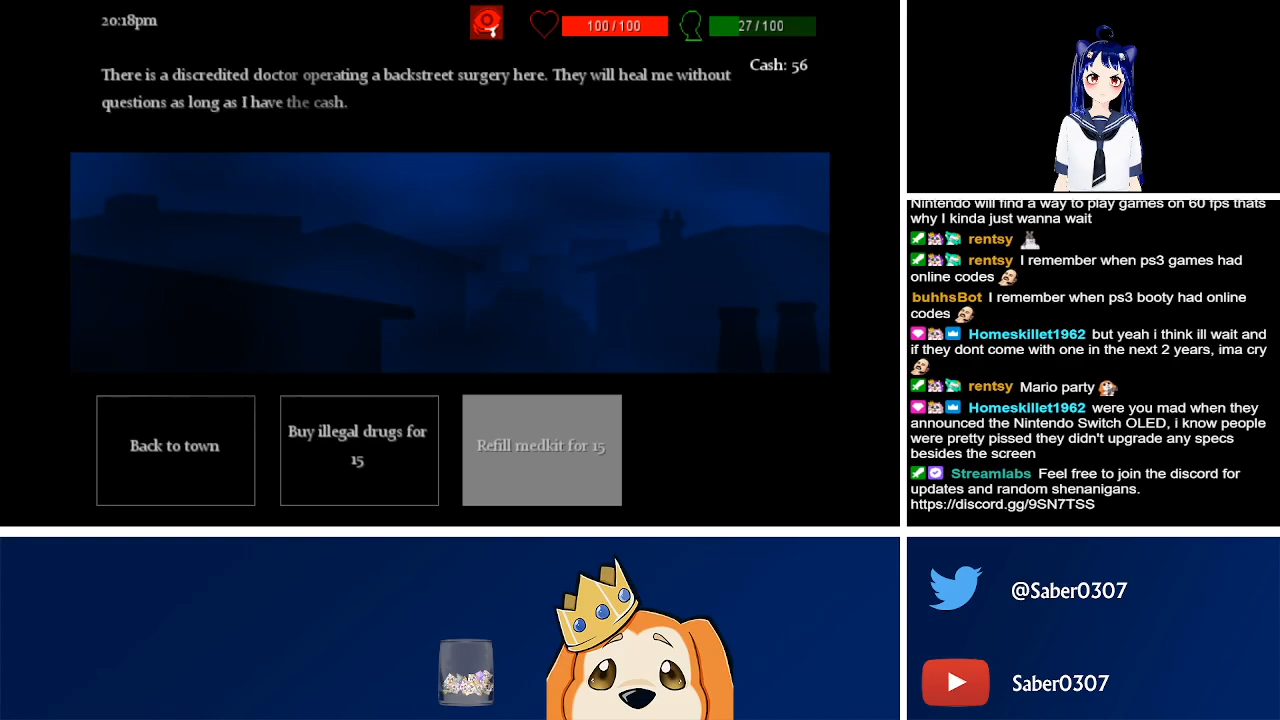 20:18pm
100 / 100
27 / 100
Cash: 56
There is a discredited doctor operating a backstreet surgery here. They will heal me without
questions as long as I have the cash.
Back to town
Buy illegal drugs for
15
Refill medkit for 15
Nintendo will find a way to play games on 60 fps thats
why I kinda just wanna wait
rentsy
rentsy I remember when ps3 games had
online codes
buhhsBot I remember when ps3 booty had online
codes
Homeskillet1962 but yeah i think ill wait and
if they dont come with one in the next 2 years, ima cry
rentsy Mario party
Homeskillet1962 were you mad when they
announced the Nintendo Switch OLED, i know people
were pretty pissed they didn't upgrade any specs
besides the screen
Streamlabs Feel free to join the discord for
updates and random shenanigans.
https://discord.gg/9SN7TSS
@Saber0307
Saber0307